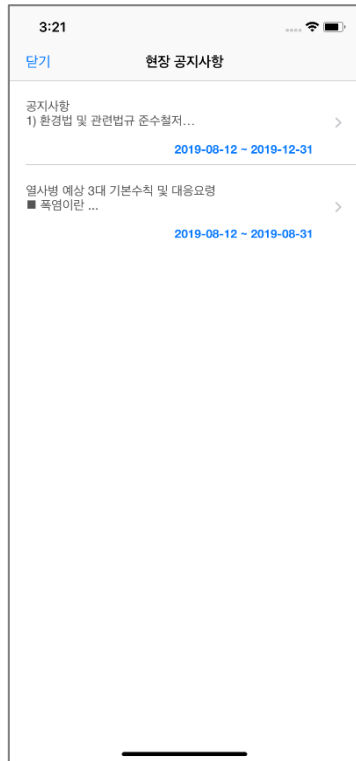 3:21
닫기 현장 공지사항
공지사항
1) 환경법 및 관련법규 준수철저...
2019-08-12 ~ 2019-12-31
열사병 예상 3대 기본수칙 및 대응요령
■ 폭염이란 ...
2019-08-12 ~ 2019-08-31